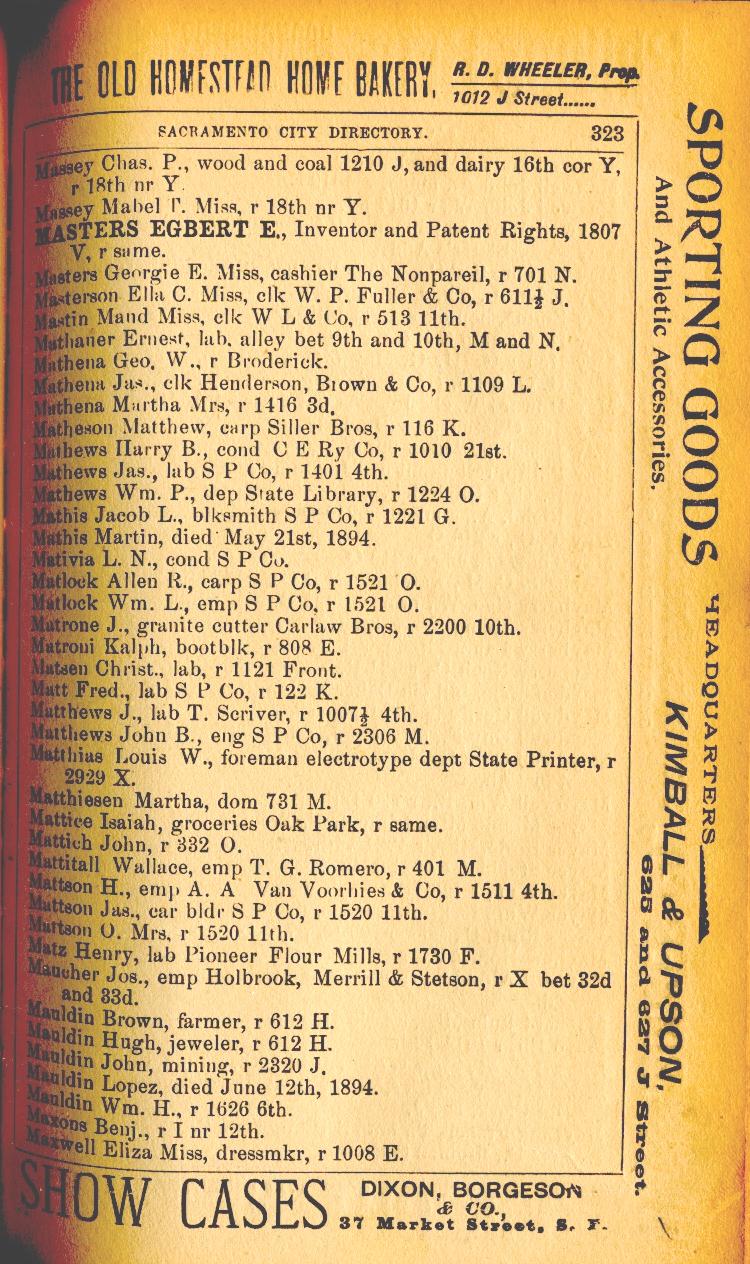 THE OLD HOMESTEAD HOME BAKERY, R. D. WHEELER, Prop.
1012 J Street......
SACRAMENTO CITY DIRECTORY. 323
Massey Chas. P., wood and coal 1210 J, and dairy 16th cor Y,
r 18th nr Y.
Massey Mabel T. Miss, r 18th nr Y.
MASTERS EGBERT E., Inventor and Patent Rights, 1807
V, r same.
Masters Georgie E. Miss, cashier The Nonpareil, r 701 N.
Masterson Ella C. Miss, clk W. P. Fuller & Co, r 611½ J.
Mastin Maud Miss, clk W L & Co, r 513 11th.
Mathaner Ernest, lab. alley bet 9th and 10th, M and N.
Mathena Geo. W., r Broderick.
Mathena Jas., clk Henderson, Brown & Co, r 1109 L.
Mathena Martha Mrs, r 1416 3d.
Matheson Matthew, carp Siller Bros, r 116 K.
Mathews Harry B., cond C E Ry Co, r 1010 21st.
Mathews Jas., lab S P Co, r 1401 4th.
Mathews Wm. P., dep State Library, r 1224 O.
Mathis Jacob L., blksmith S P Co, r 1221 G.
Mathis Martin, died May 21st, 1894.
Mativia L. N., cond S P Co.
Matlock Allen R., carp S P Co, r 1521 O.
Matlock Wm. L., emp S P Co, r 1521 O.
Matrone J., granite cutter Carlaw Bros, r 2200 10th.
Matroni Kalph, bootblk, r 808 E.
Matsen Christ., lab, r 1121 Front.
Matt Fred., lab S P Co, r 122 K.
Matthews J., lab T. Scriver, r 1007½ 4th.
Matthews John B., eng S P Co, r 2306 M.
Matthias Louis W., foreman electrotype dept State Printer, r
2929 X.
Matthiesen Martha, dom 731 M.
Mattice Isaiah, groceries Oak Park, r same.
Mattich John, r 332 O.
Mattitall Wallace, emp T. G. Romero, r 401 M.
Mattson H., emp A. A Van Voorhies & Co, r 1511 4th.
Mattson Jas., car bldr S P Co, r 1520 11th.
Mattson O. Mrs, r 1520 11th.
Matz Henry, lab Pioneer Flour Mills, r 1730 F.
Maucher Jos., emp Holbrook, Merrill & Stetson, r X bet 32d
and 33d.
Mauldin Brown, farmer, r 612 H.
Mauldin Hugh, jeweler, r 612 H.
Mauldin John, mining, r 2320 J.
Mauldin Lopez, died June 12th, 1894.
Mauldin Wm. H., r 1626 6th.
Maxons Benj., r I nr 12th.
Maxwell Eliza Miss, dressmkr, r 1008 E.
SHOW CASES DIXON, BORGESON
& CO.,
37 Market Street, S. F.
SPORTING GOODS HEADQUARTERS
And Athletic Accessories. KIMBALL & UPSON,
625 and 627 J Street.